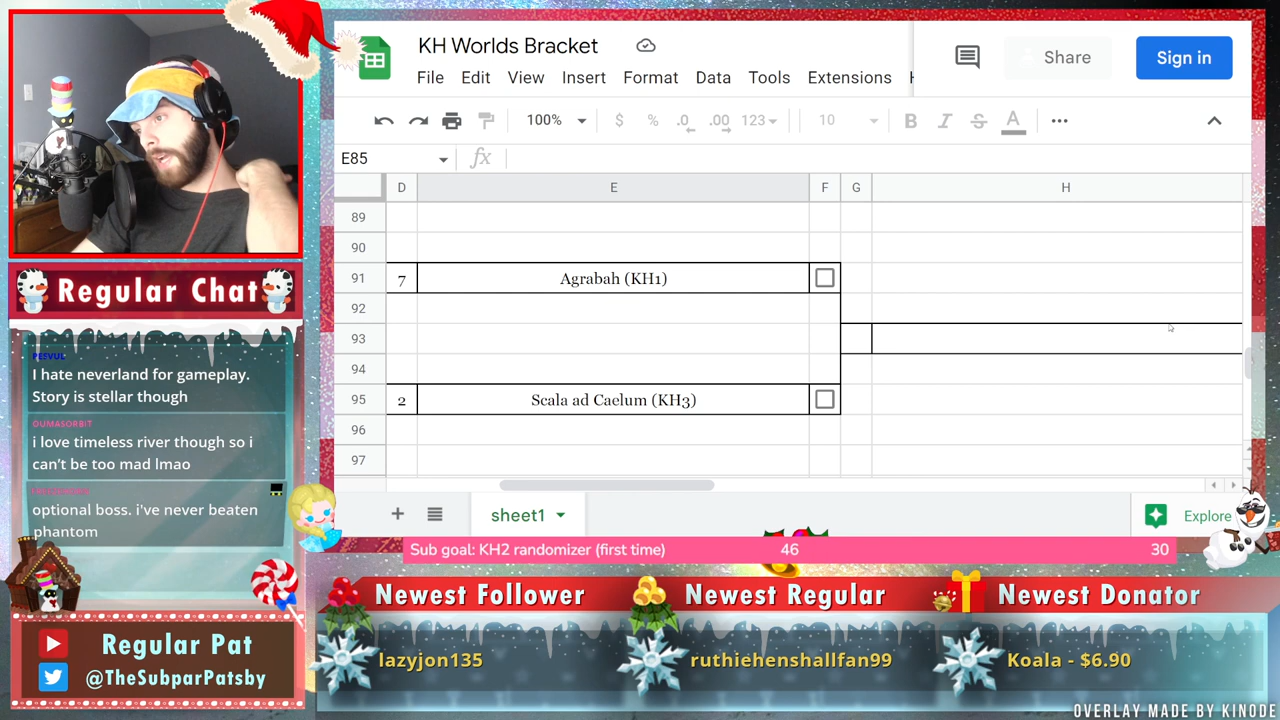 KH Worlds Bracket
File Edit View Insert Format Data Tools Extensions
Share
Sign in
100% $ % .0 .00 123 10 B I S A
E85 fx
D E F G H
89
90
91 7 Agrabah (KH1)
92
93
94
95 2 Scala ad Caelum (KH3)
96
97
sheet1
Explore
Regular Chat
PESVUL
I hate neverland for gameplay.
Story is stellar though
OUMASORBIT
i love timeless river though so i
can't be too mad lmao
optional boss. i've never beaten
phantom
Sub goal: KH2 randomizer (first time) 46 30
Newest Follower Newest Regular Newest Donator
lazyjon135 ruthiehenshallfan99 Koala - $6.90
Regular Pat
@TheSubparPatsby
OVERLAY MADE BY KINODE